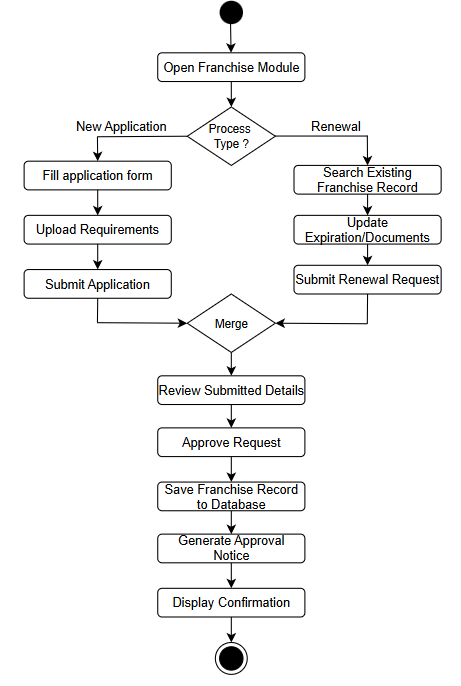 Open Franchise Module
Process
Type ?
New Application
Renewal
Fill application form
Search Existing
Franchise Record
Upload Requirements
Update
Expiration/Documents
Submit Application
Submit Renewal Request
Merge
Review Submitted Details
Approve Request
Save Franchise Record
to Database
Generate Approval
Notice
Display Confirmation